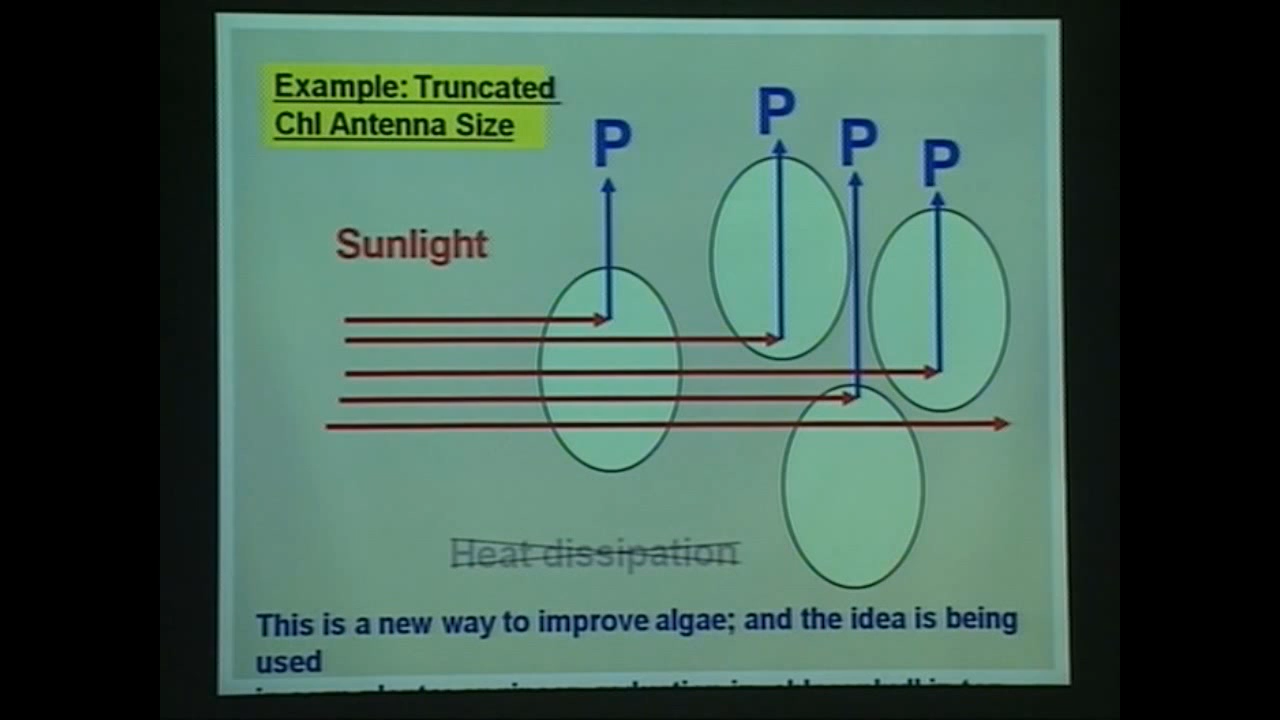 Example: Truncated
Chl Antenna Size
P
P
P
P
Sunlight
Heat dissipation
This is a new way to improve algae; and the idea is being
used